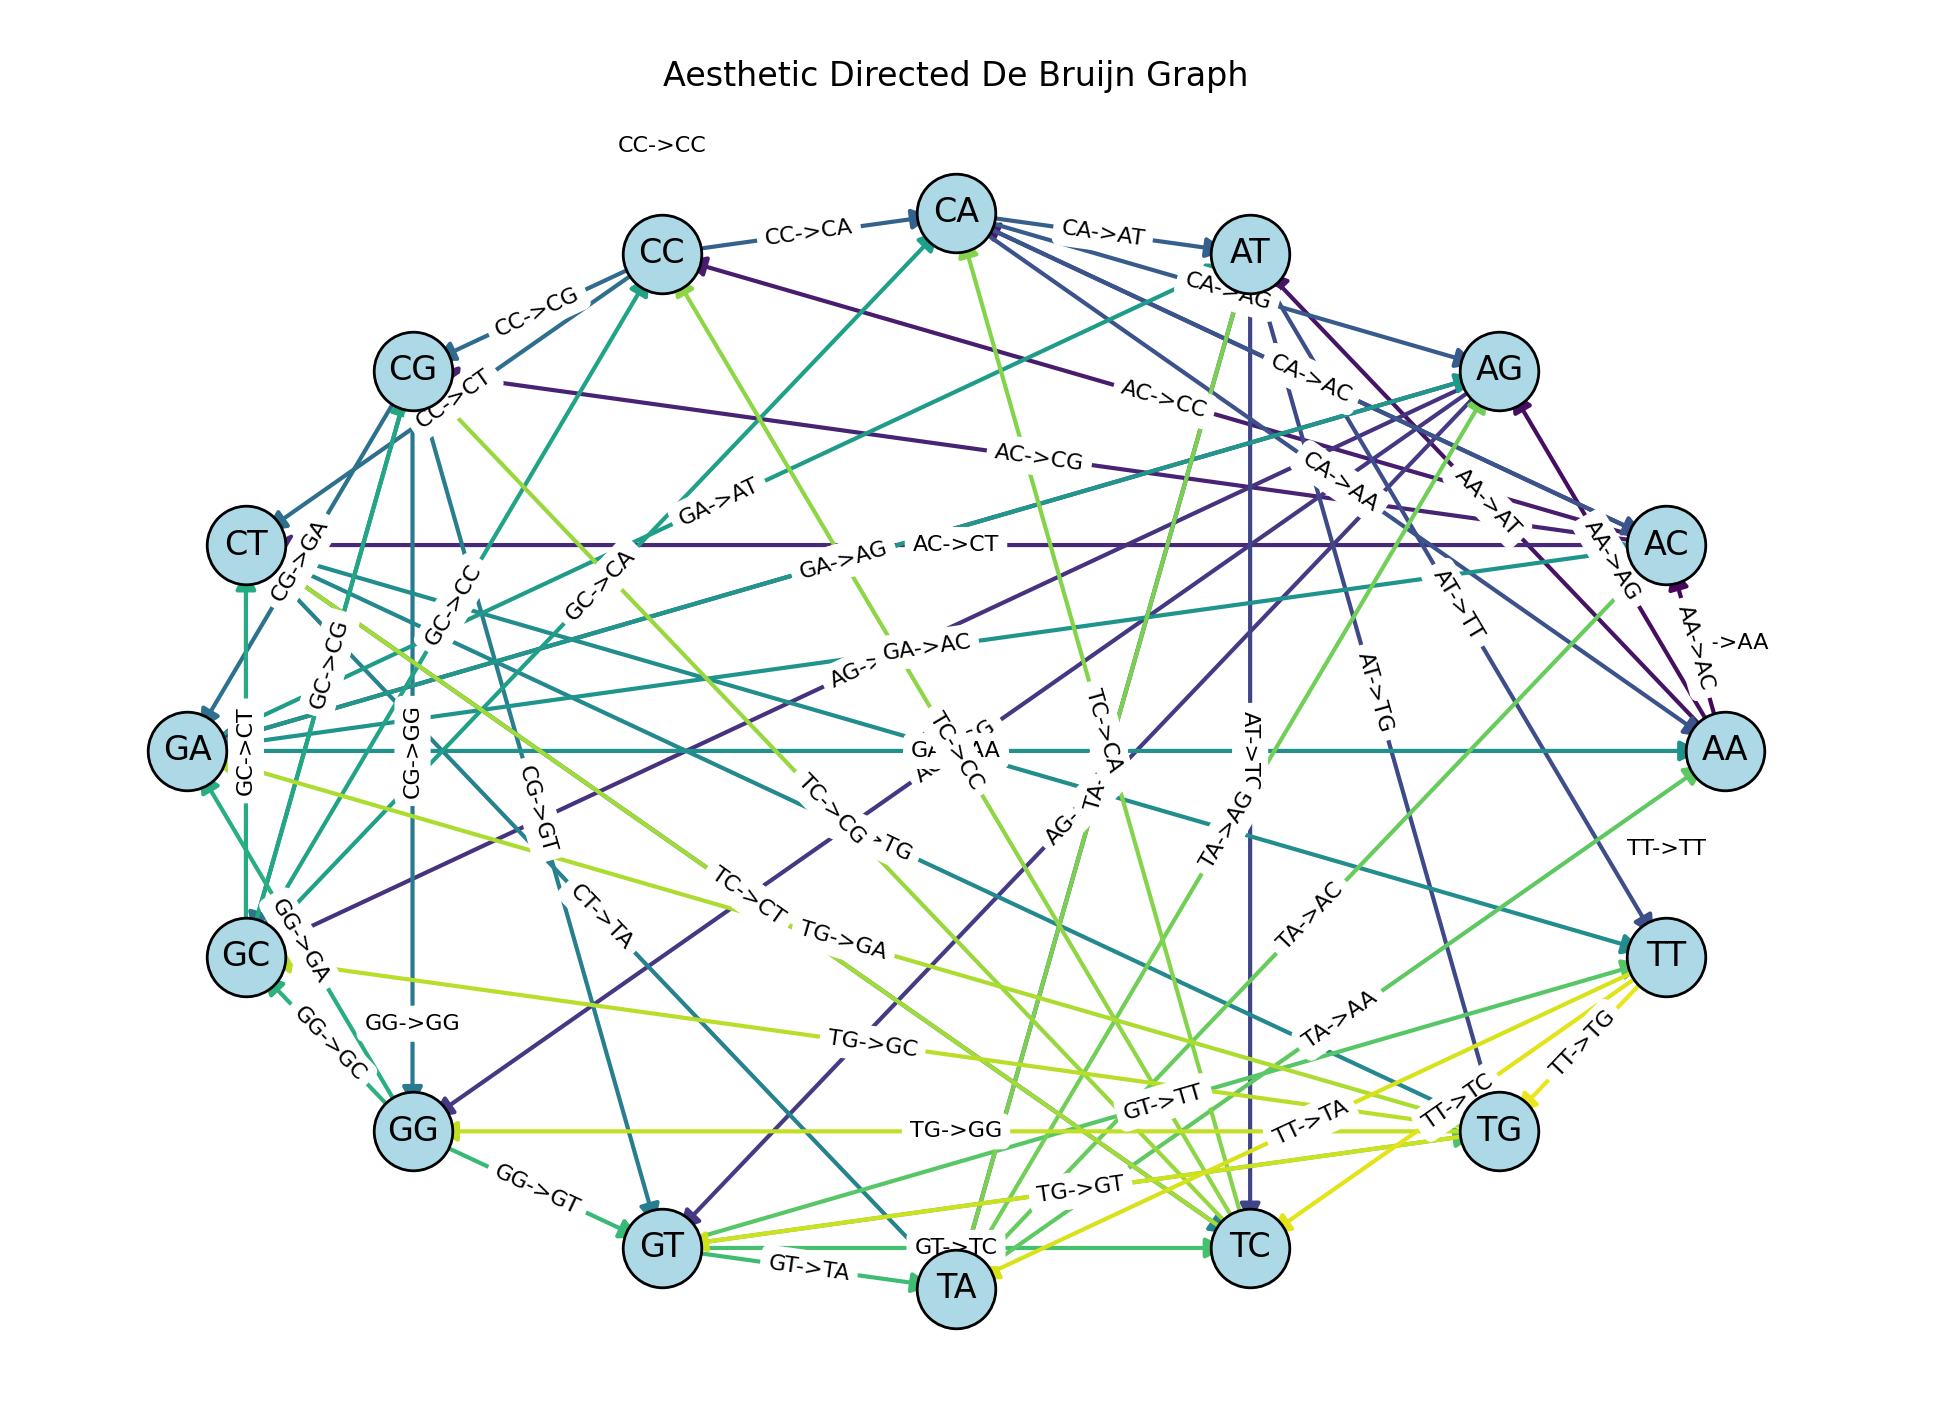 Aesthetic Directed De Bruijn Graph
CC->CC
CA
CC->CA
CA->AT
CC
AT
CA->AG
CC->CG
CG
AG
CC->CT
CA->AC
AC->CC
AC->CG
CA->AA
GA->AT
AA->AT
CT
AC->CT
AC
GA->AG
AA->AG
CG->GA
GC->CA
GC->CC
AT->TT
GA->AC
AG->
->AA
AA->AC
GC->CG
AT->TG
GA
GC->CT
CG->GG
TC->CC
TC->CA
AT->TC
AA
CG->GT
TC->CG
->TG
AG-
TA-
TA->AG
TT->TT
TC->CT
CT->TA
TA->AC
GG->GA
TG->GA
GC
TT
GG->GG
TA->AA
GG->GC
TG->GC
TT->TG
GT->TT
TT->TC
GG
TG->GG
TT->TA
TG
GG->GT
TG->GT
GT
GT->TC
TC
GT->TA
TA